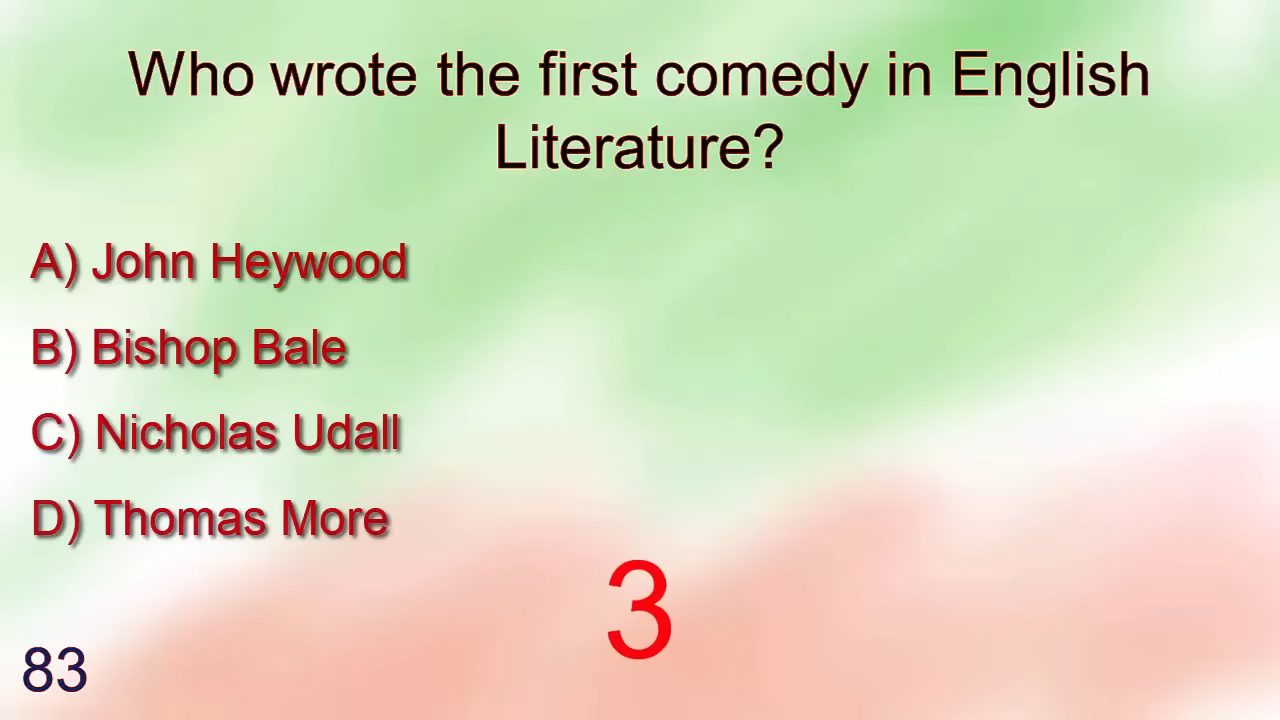 Who wrote the first comedy in English
Literature?
A) John Heywood
B) Bishop Bale
C) Nicholas Udall
D) Thomas More
3
83